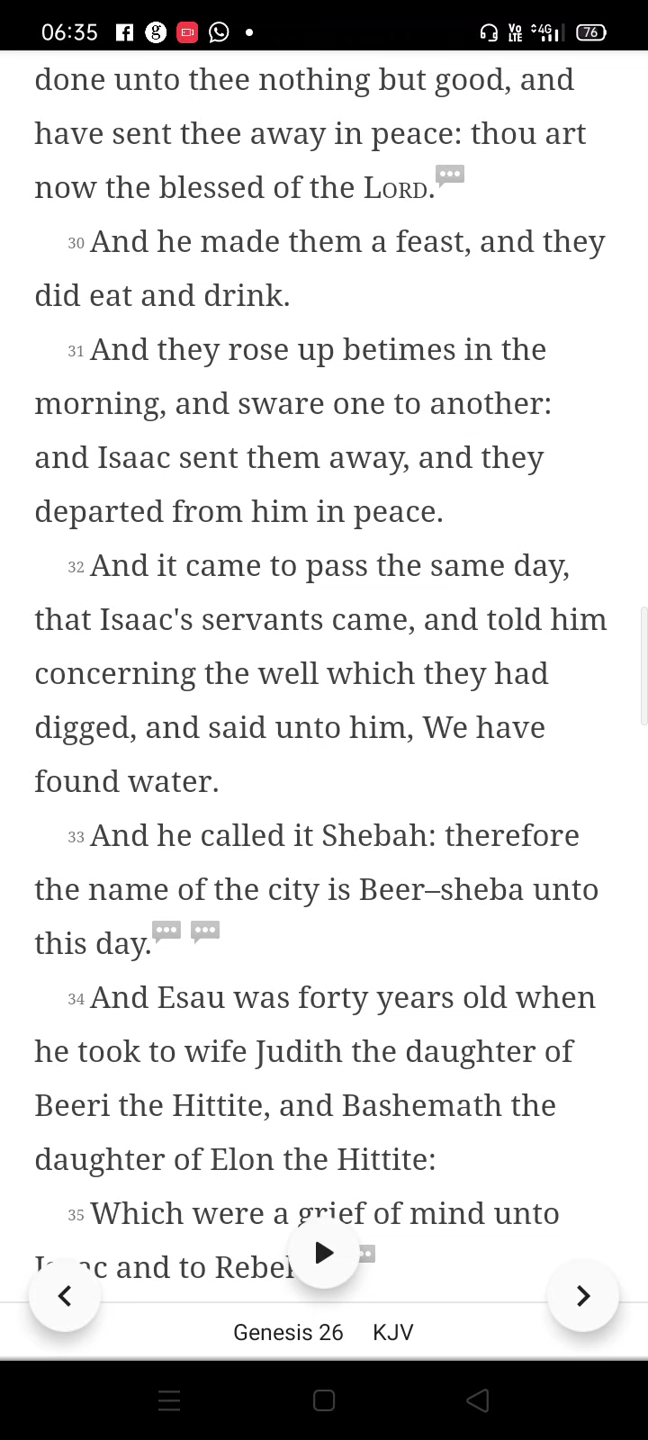 06:35
Vo
LTE
4G
76
done unto thee nothing but good, and
have sent thee away in peace: thou art
now the blessed of the LORD.
30 And he made them a feast, and they
did eat and drink.
31 And they rose up betimes in the
morning, and sware one to another:
and Isaac sent them away, and they
departed from him in peace.
32 And it came to pass the same day,
that Isaac's servants came, and told him
concerning the well which they had
digged, and said unto him, We have
found water.
33 And he called it Shebah: therefore
the name of the city is Beer–sheba unto
this day.
34 And Esau was forty years old when
he took to wife Judith the daughter of
Beeri the Hittite, and Bashemath the
daughter of Elon the Hittite:
35 Which were a grief of mind unto
and to
Genesis 26 KJV